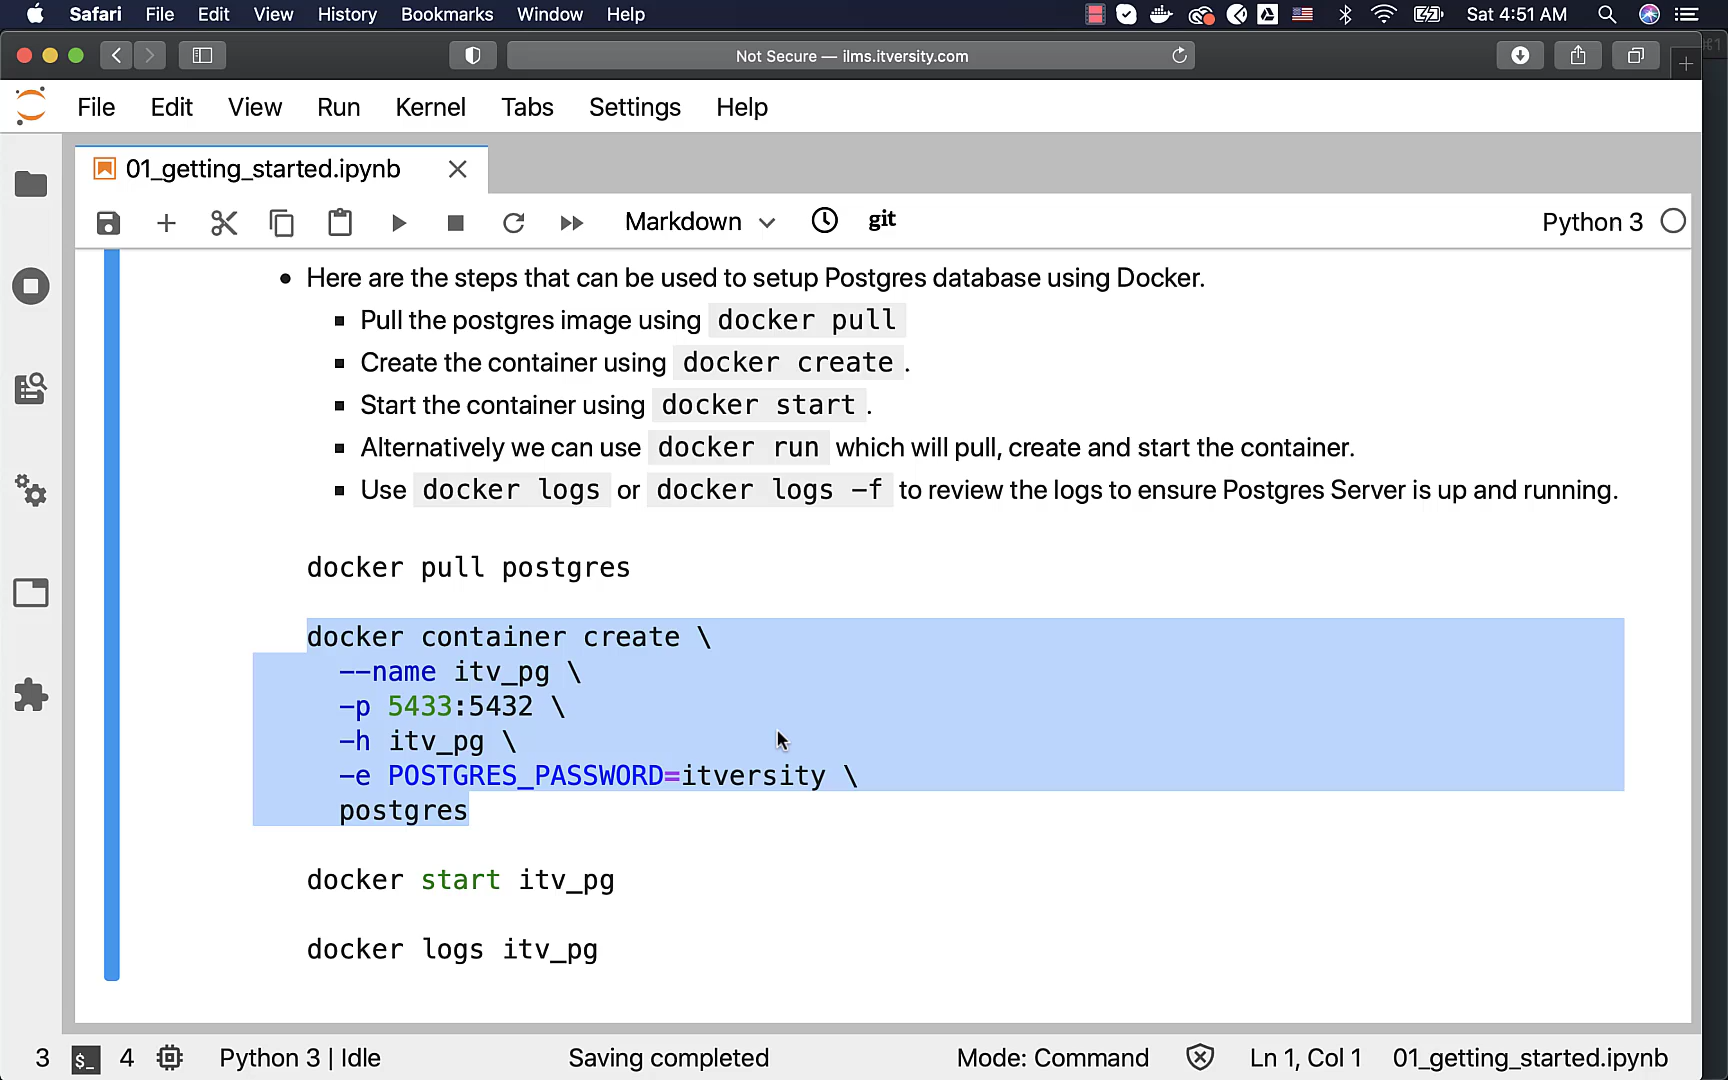 Safari File Edit View History Bookmarks Window Help Sat 4:51 AM
Not Secure — ilms.itversity.com
File Edit View Run Kernel Tabs Settings Help
01_getting_started.ipynb
Markdown git Python 3
Here are the steps that can be used to setup Postgres database using Docker.
Pull the postgres image using docker pull
Create the container using docker create .
Start the container using docker start .
Alternatively we can use docker run which will pull, create and start the container.
Use docker logs or docker logs -f to review the logs to ensure Postgres Server is up and running.
docker pull postgres
docker container create \
--name itv_pg \
-p 5433:5432 \
-h itv_pg \
-e POSTGRES_PASSWORD=itversity \
postgres
docker start itv_pg
docker logs itv_pg
3 $_ 4 Python 3 | Idle Saving completed Mode: Command Ln 1, Col 1 01_getting_started.ipynb